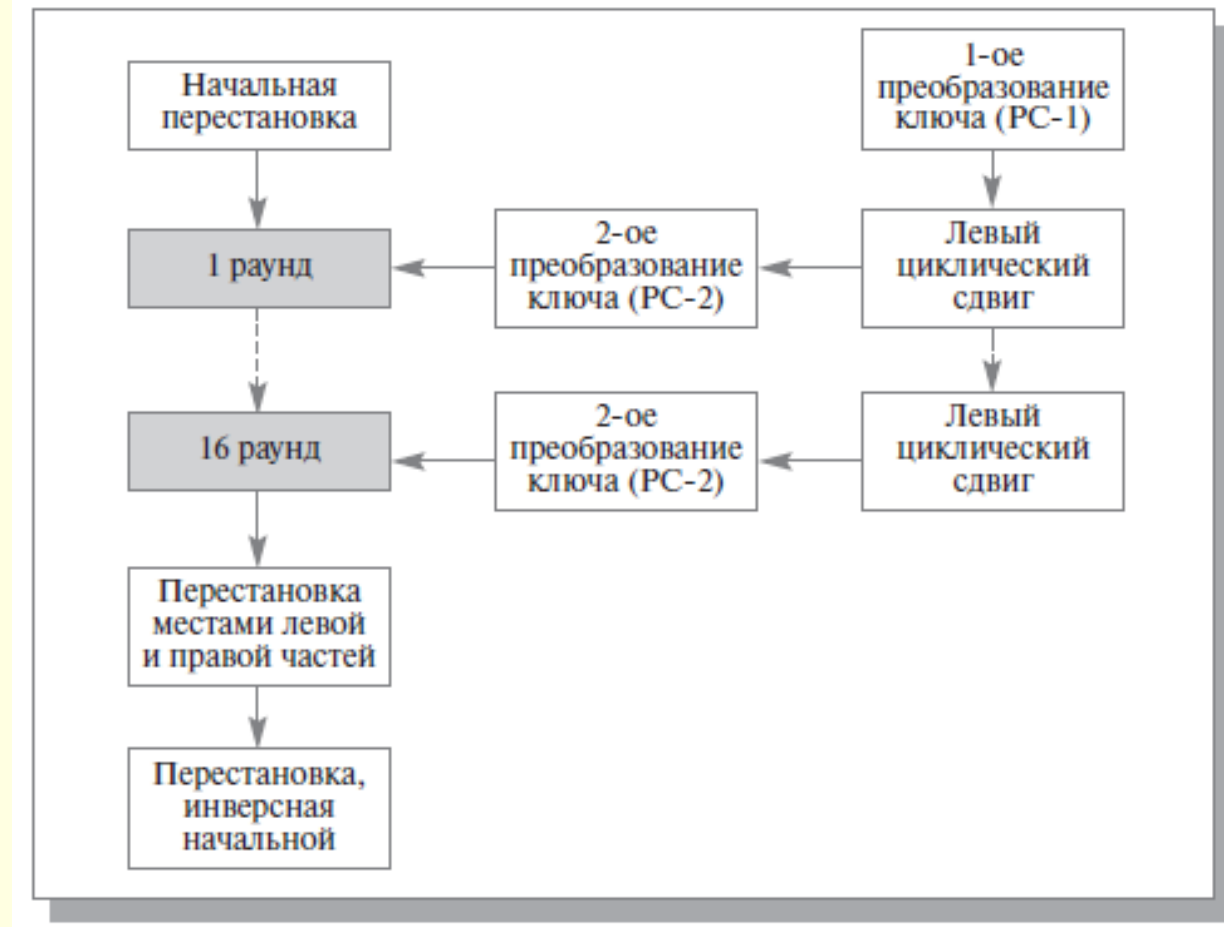 Начальная
перестановка
1-ое
преобразование
ключа (PC-1)
1 раунд
2-ое
преобразование
ключа (PC-2)
Левый
циклический
сдвиг
16 раунд
2-ое
преобразование
ключа (PC-2)
Левый
циклический
сдвиг
Перестановка
местами левой
и правой частей
Перестановка,
инверсная
начальной